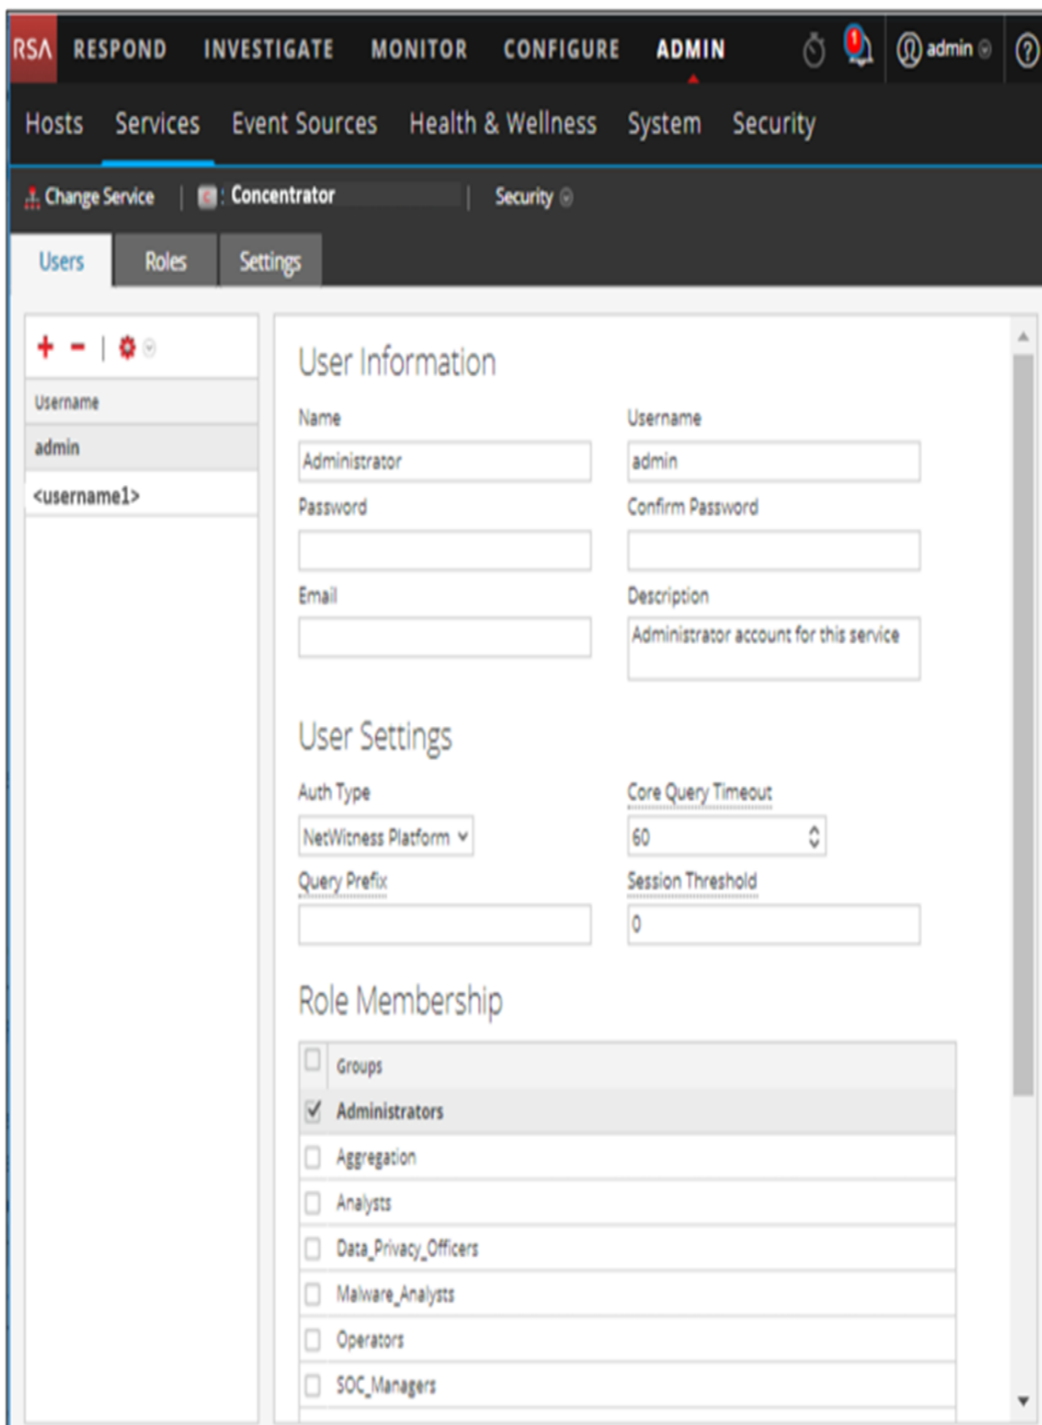 RSA RESPOND INVESTIGATE MONITOR CONFIGURE ADMIN 1 admin ?
Hosts Services Event Sources Health & Wellness System Security
Change Service | C : Concentrator | Security
Users Roles Settings
+ - |
Username
admin
<username1>
User Information
Name Username
Administrator admin
Password Confirm Password
Email Description
Administrator account for this service
User Settings
Auth Type Core Query Timeout
NetWitness Platform 60
Query Prefix Session Threshold
0
Role Membership
Groups
Administrators
Aggregation
Analysts
Data_Privacy_Officers
Malware_Analysts
Operators
SOC_Managers